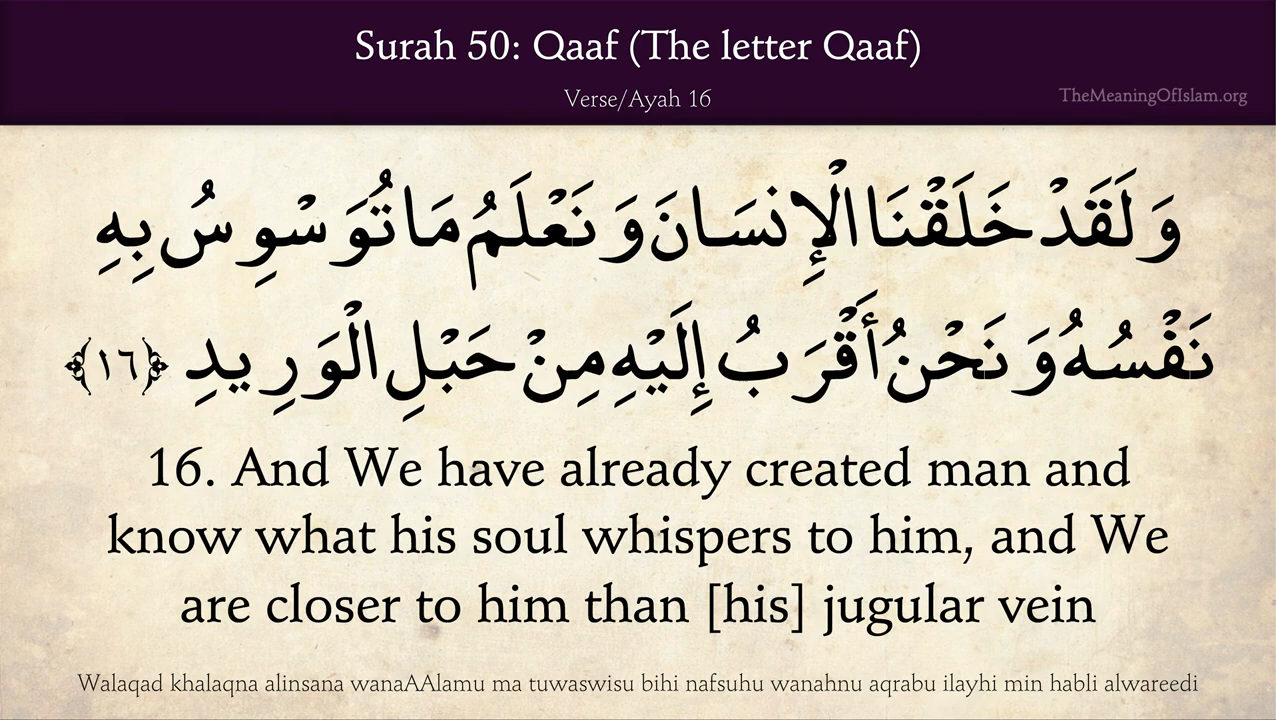 Surah 50: Qaaf (The letter Qaaf)
Verse/Ayah 16
TheMeaningOfIslam.org
وَلَقَدْ خَلَقْنَا الْإِنسَانَ وَنَعْلَمُ مَا تُوَسْوِسُ بِهِ
نَفْسُهُ وَنَحْنُ أَقْرَبُ إِلَيْهِ مِنْ حَبْلِ الْوَرِيدِ ﴿١٦﴾
16. And We have already created man and
know what his soul whispers to him, and We
are closer to him than [his] jugular vein
Walaqad khalaqna alinsana wanaAAlamu ma tuwaswisu bihi nafsuhu wanahnu aqrabu ilayhi min habli alwareedi